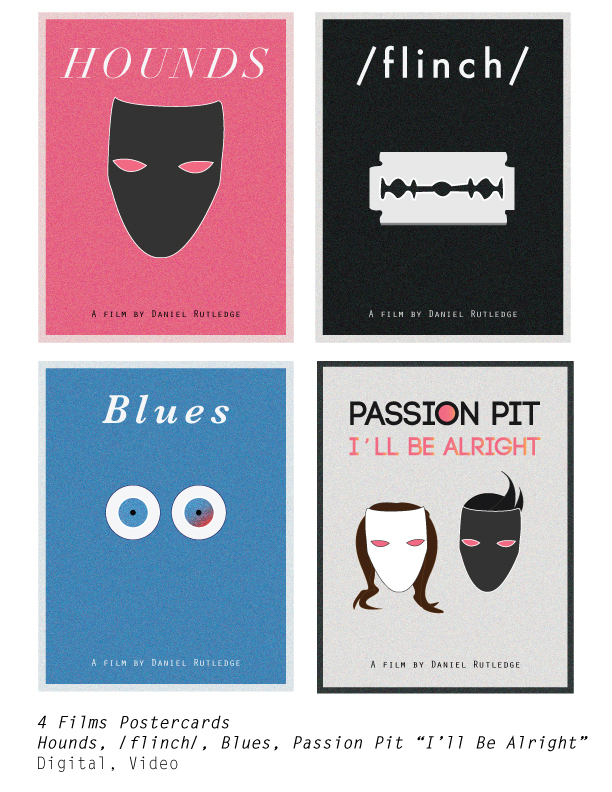 HOUNDS
A film by Daniel Rutledge
/flinch/
A film by Daniel Rutledge
Blues
A film by Daniel Rutledge
PASSION PIT
I'LL BE ALRIGHT
A film by Daniel Rutledge
4 Films Postercards
Hounds, /flinch/, Blues, Passion Pit “I’ll Be Alright”
Digital, Video